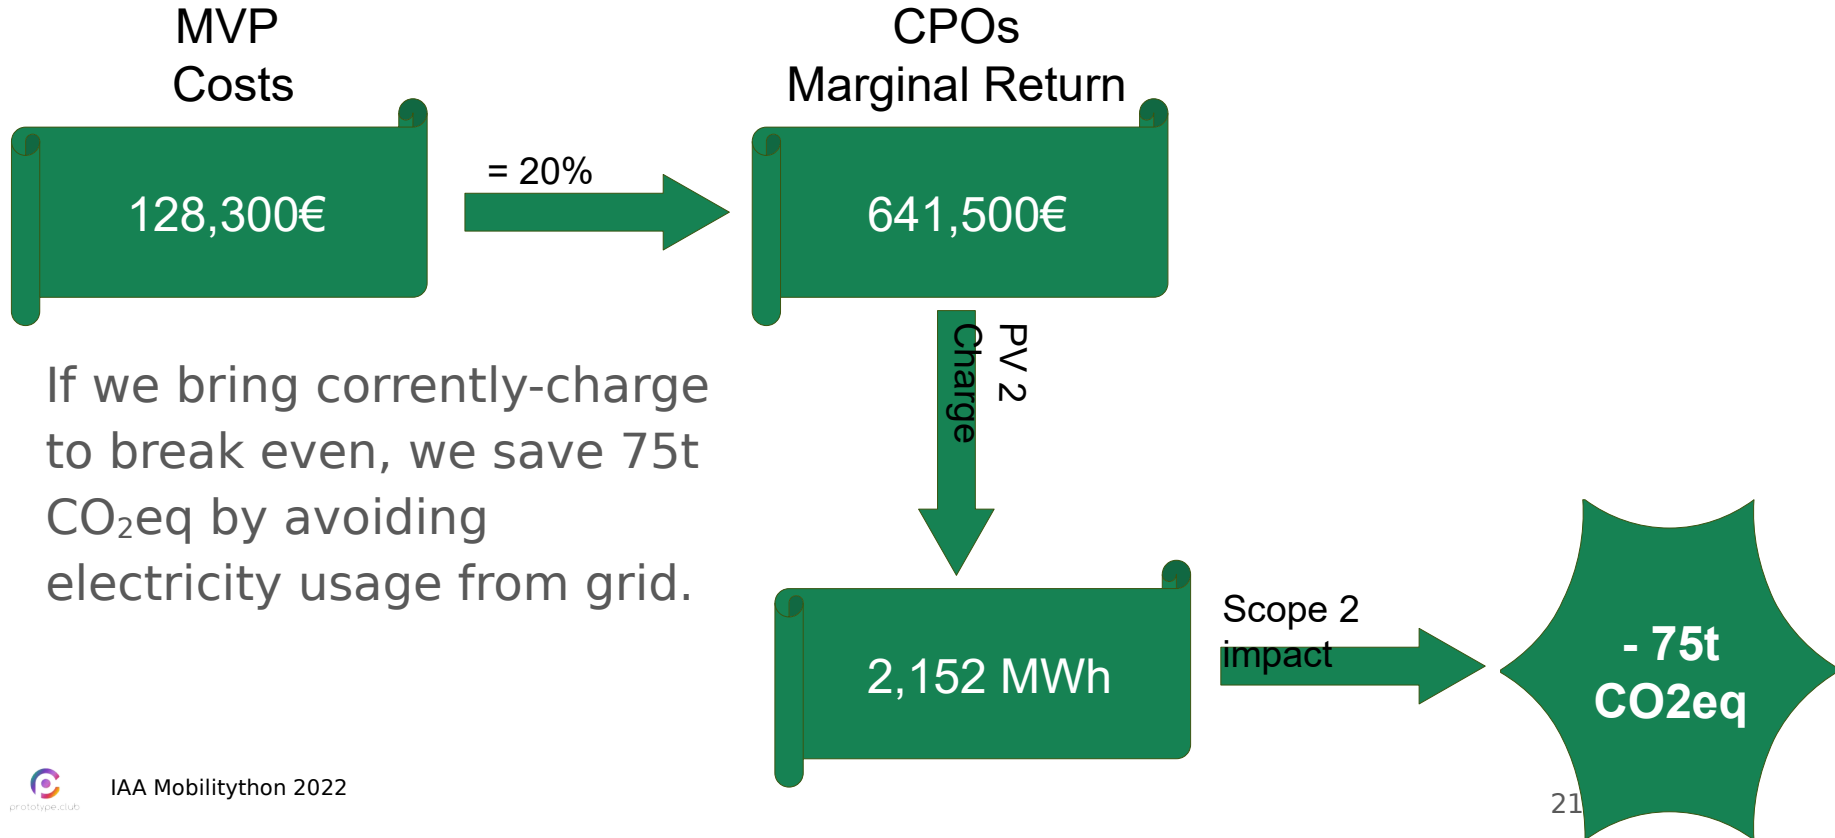 MVP
Costs
128,300€
= 20%
CPOs
Marginal Return
641,500€
PV 2
Charge
If we bring corrently-charge
to break even, we save 75t
CO₂eq by avoiding
electricity usage from grid.
2,152 MWh
Scope 2
impact
- 75t
CO2eq
prototype.club
IAA Mobilitython 2022
21